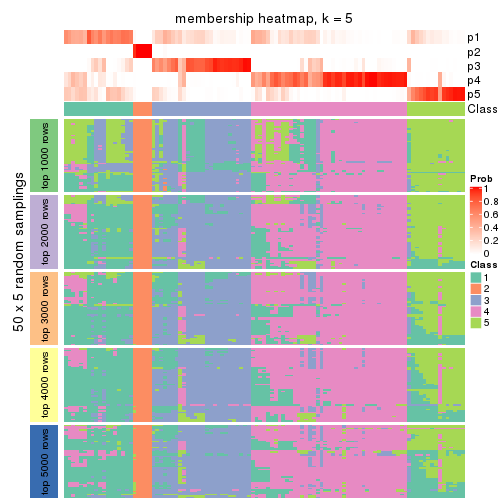 membership heatmap, k = 5
p1
p2
p3
p4
p5
Class
50 x 5 random samplings
top 1000 rows
top 2000 rows
top 3000 rows
top 4000 rows
top 5000 rows
Prob
1
0.8
0.6
0.4
0.2
0
Class
1
2
3
4
5